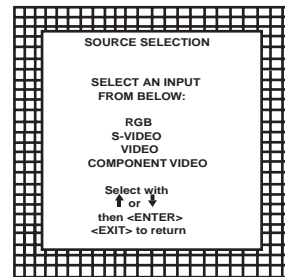 SOURCE SELECTION
SELECT AN INPUT
FROM BELOW:
RGB
S-VIDEO
VIDEO
COMPONENT VIDEO
Select with
↑ or ↓
then <ENTER>
<EXIT> to return